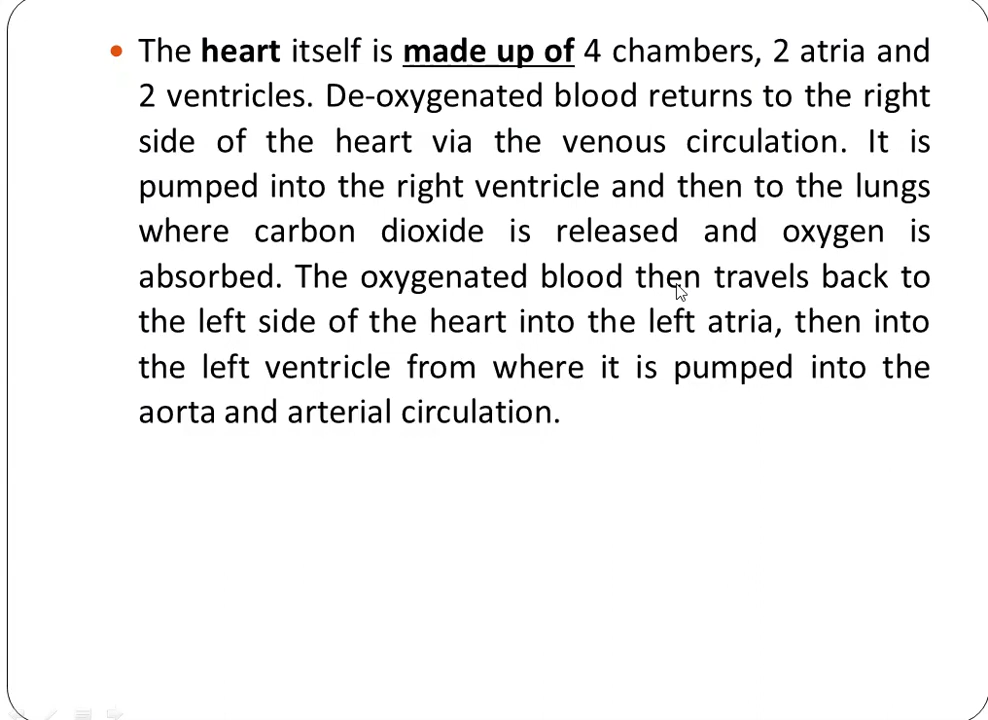 • The heart itself is made up of 4 chambers, 2 atria and
2 ventricles. De-oxygenated blood returns to the right
side of the heart via the venous circulation. It is
pumped into the right ventricle and then to the lungs
where carbon dioxide is released and oxygen is
absorbed. The oxygenated blood then travels back to
the left side of the heart into the left atria, then into
the left ventricle from where it is pumped into the
aorta and arterial circulation.